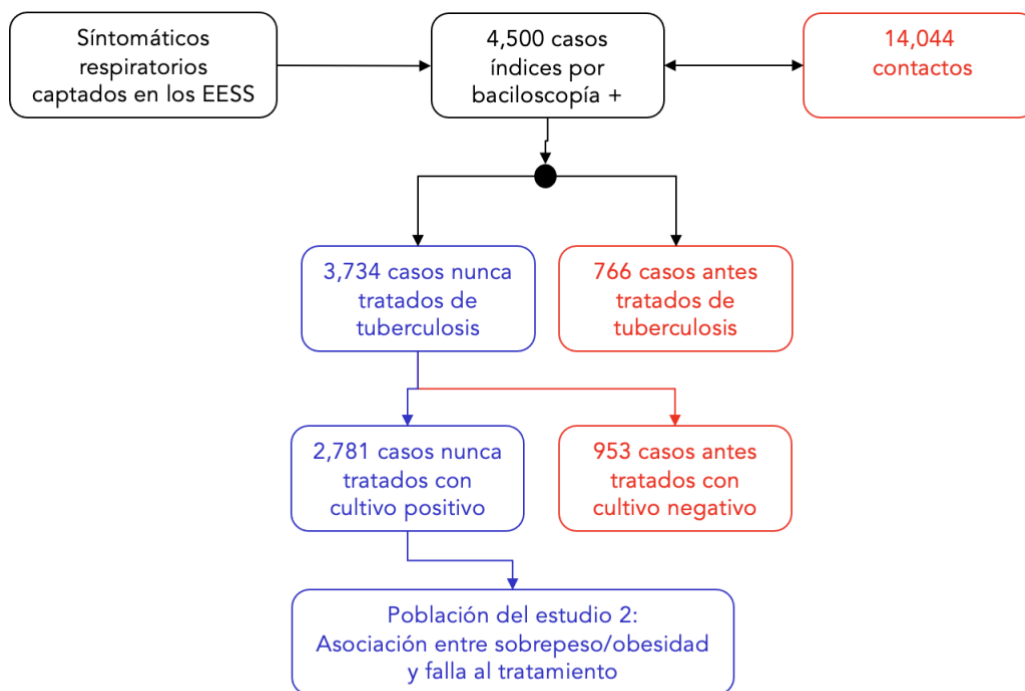 Síntomáticos
respiratorios
captados en los EESS
4,500 casos
índices por
baciloscopía +
14,044
contactos
3,734 casos nunca
tratados de
tuberculosis
766 casos antes
tratados de
tuberculosis
2,781 casos nunca
tratados con
cultivo positivo
953 casos antes
tratados con
cultivo negativo
Población del estudio 2:
Asociación entre sobrepeso/obesidad
y falla al tratamiento